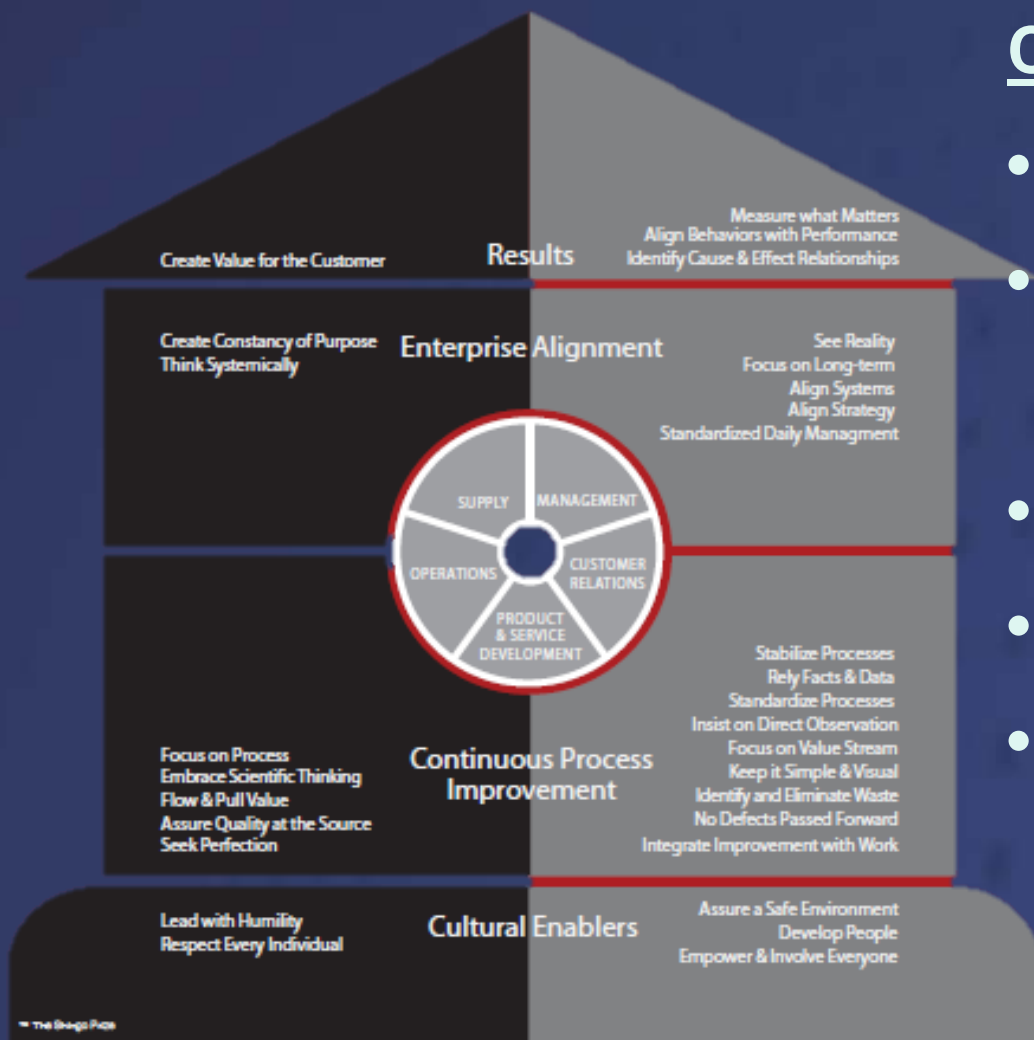 Create Value for the Customer
Results
Measure what Matters
Align Behaviors with Performance
Identify Cause & Effect Relationships
Create Constancy of Purpose
Think Systemically
Enterprise Alignment
See Reality
Focus on Long-term
Align Systems
Align Strategy
Standardized Daily Managment
SUPPLY
MANAGEMENT
OPERATIONS
CUSTOMER
RELATIONS
PRODUCT
& SERVICE
DEVELOPMENT
Focus on Process
Embrace Scientific Thinking
Flow & Pull Value
Assure Quality at the Source
Seek Perfection
Continuous Process
Improvement
Stabilize Processes
Rely Facts & Data
Standardize Processes
Insist on Direct Observation
Focus on Value Stream
Keep it Simple & Visual
Identify and Eliminate Waste
No Defects Passed Forward
Integrate Improvement with Work
Lead with Humility
Respect Every Individual
Cultural Enablers
Assure a Safe Environment
Develop People
Empower & Involve Everyone
The Shingo Prize